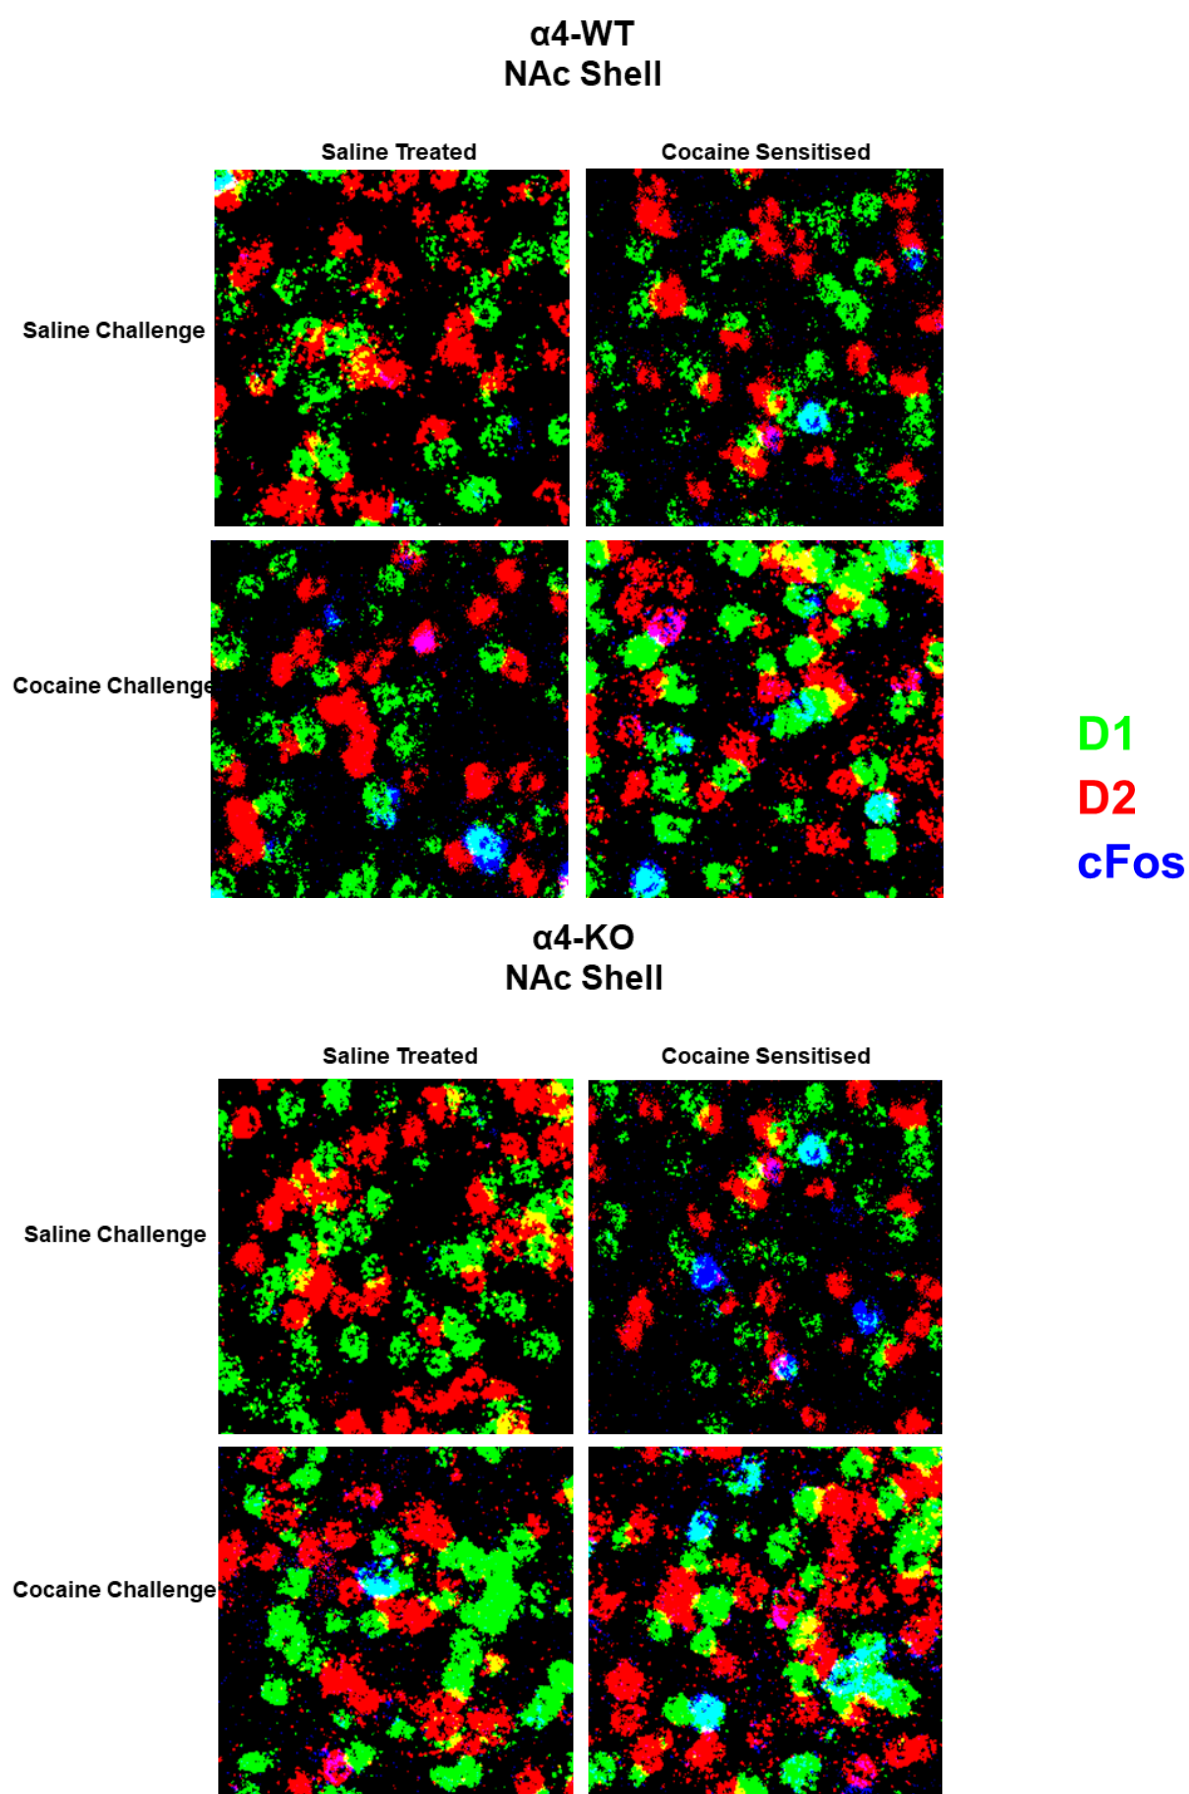 α4-WT
NAc Shell
Saline Treated
Cocaine Sensitised
Saline Challenge
Cocaine Challenge
D1
D2
cFos
α4-KO
NAc Shell
Saline Treated
Cocaine Sensitised
Saline Challenge
Cocaine Challenge